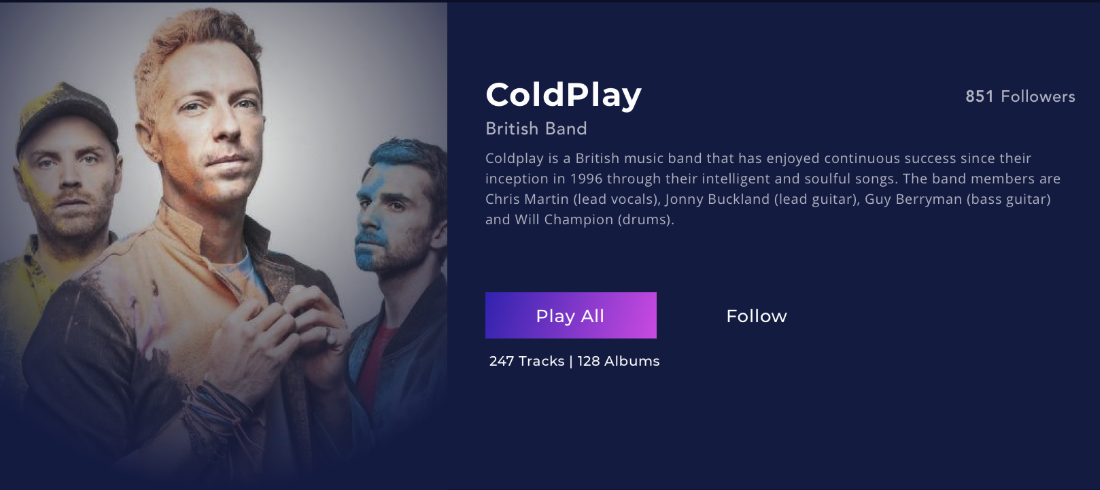 ColdPlay
851 Followers
British Band
Coldplay is a British music band that has enjoyed continuous success since their
inception in 1996 through their intelligent and soulful songs. The band members are
Chris Martin (lead vocals), Jonny Buckland (lead guitar), Guy Berryman (bass guitar)
and Will Champion (drums).
Play All
Follow
247 Tracks | 128 Albums